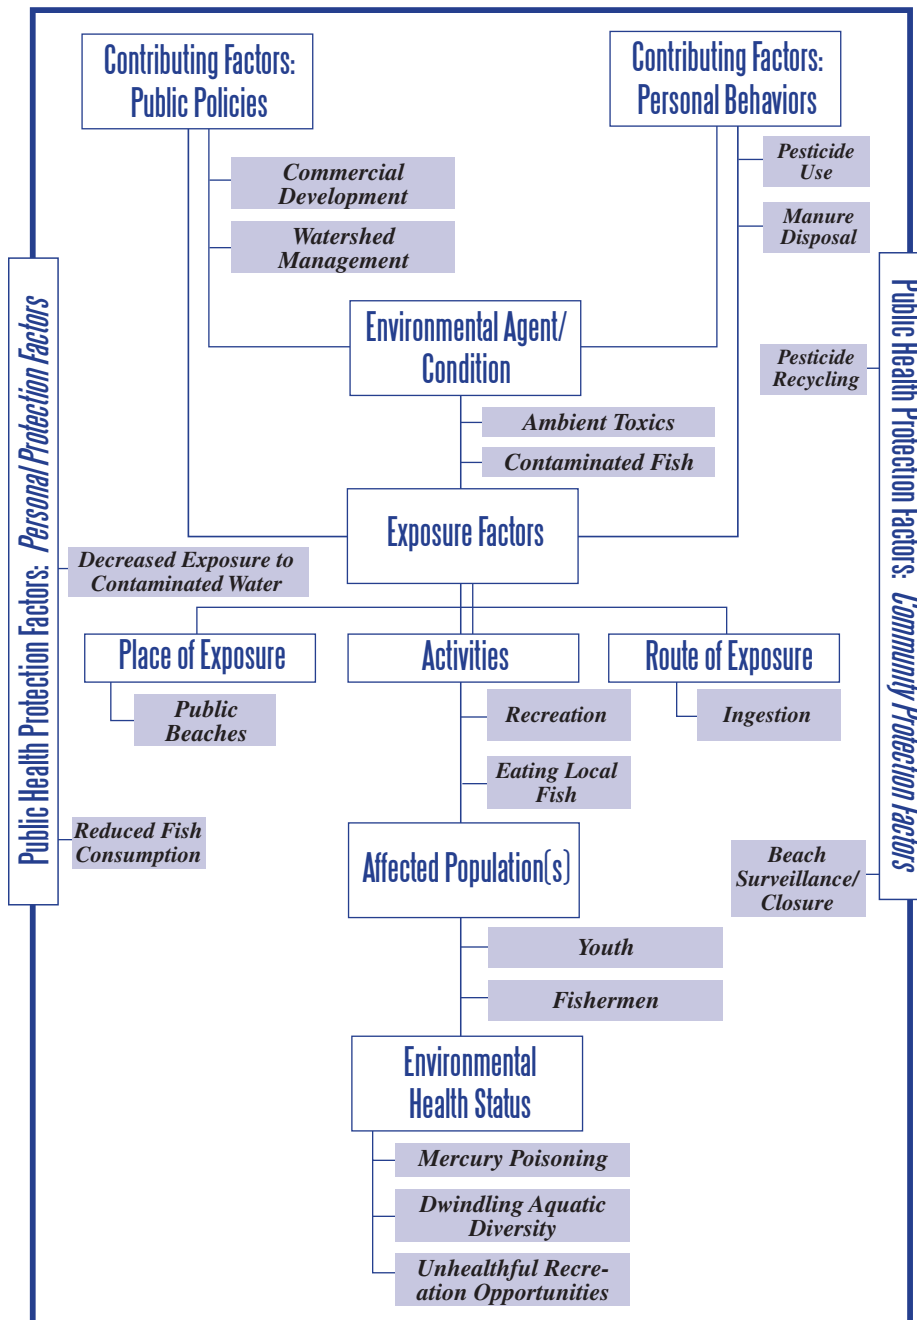 Contributing Factors:
Public Policies
Contributing Factors:
Personal Behaviors
Commercial
Development
Watershed
Management
Pesticide
Use
Manure
Disposal
Public Health Protection Factors: Personal Protection Factors
Public Health Protection Factors: Community Protection Factors
Environmental Agent/
Condition
Pesticide
Recycling
Ambient Toxics
Contaminated Fish
Exposure Factors
Decreased Exposure to
Contaminated Water
Place of Exposure
Activities
Route of Exposure
Public
Beaches
Recreation
Ingestion
Eating Local
Fish
Reduced Fish
Consumption
Affected Population(s)
Beach
Surveillance/
Closure
Youth
Fishermen
Environmental
Health Status
Mercury Poisoning
Dwindling Aquatic
Diversity
Unhealthful Recre-
ation Opportunities